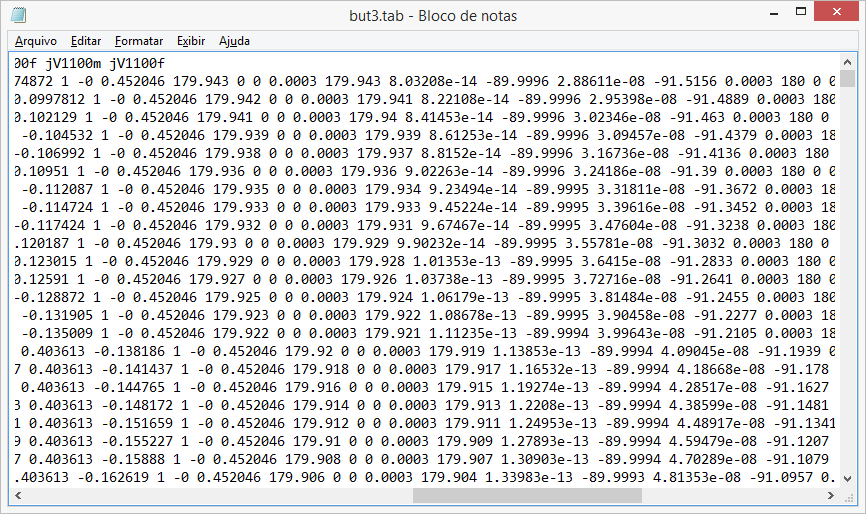 but3.tab - Bloco de notas
Arquivo Editar Formatar Exibir Ajuda
00f jV1100m jV1100f
74872 1 -0 0.452046 179.943 0 0 0.0003 179.943 8.03208e-14 -89.9996 2.88611e-08 -91.5156 0.0003 180 0 0
0.0997812 1 -0 0.452046 179.942 0 0 0.0003 179.941 8.22108e-14 -89.9996 2.95398e-08 -91.4889 0.0003 180
0.102129 1 -0 0.452046 179.941 0 0 0.0003 179.94 8.41453e-14 -89.9996 3.02346e-08 -91.463 0.0003 180 0
-0.104532 1 -0 0.452046 179.939 0 0 0.0003 179.939 8.61253e-14 -89.9996 3.09457e-08 -91.4379 0.0003 18
-0.106992 1 -0 0.452046 179.938 0 0 0.0003 179.937 8.8152e-14 -89.9996 3.16736e-08 -91.4136 0.0003 180
0.10951 1 -0 0.452046 179.936 0 0 0.0003 179.936 9.02263e-14 -89.9996 3.24186e-08 -91.39 0.0003 180 0
-0.112087 1 -0 0.452046 179.935 0 0 0.0003 179.934 9.23494e-14 -89.9995 3.31811e-08 -91.3672 0.0003 18
-0.114724 1 -0 0.452046 179.933 0 0 0.0003 179.933 9.45224e-14 -89.9995 3.39616e-08 -91.3452 0.0003 18
-0.117424 1 -0 0.452046 179.932 0 0 0.0003 179.931 9.67467e-14 -89.9995 3.47604e-08 -91.3238 0.0003 180
.120187 1 -0 0.452046 179.93 0 0 0.0003 179.929 9.90232e-14 -89.9995 3.55781e-08 -91.3032 0.0003 180 0
0.123015 1 -0 0.452046 179.929 0 0 0.0003 179.928 1.01353e-13 -89.9995 3.6415e-08 -91.2833 0.0003 180
0.12591 1 -0 0.452046 179.927 0 0 0.0003 179.926 1.03738e-13 -89.9995 3.72716e-08 -91.2641 0.0003 180 0
-0.128872 1 -0 0.452046 179.925 0 0 0.0003 179.924 1.06179e-13 -89.9995 3.81484e-08 -91.2455 0.0003 180
-0.131905 1 -0 0.452046 179.923 0 0 0.0003 179.922 1.08678e-13 -89.9995 3.90458e-08 -91.2277 0.0003 18
-0.135009 1 -0 0.452046 179.922 0 0 0.0003 179.921 1.11235e-13 -89.9994 3.99643e-08 -91.2105 0.0003 18
0.403613 -0.138186 1 -0 0.452046 179.92 0 0 0.0003 179.919 1.13853e-13 -89.9994 4.09045e-08 -91.1939 0
7 0.403613 -0.141437 1 -0 0.452046 179.918 0 0 0.0003 179.917 1.16532e-13 -89.9994 4.18668e-08 -91.178
0.403613 -0.144765 1 -0 0.452046 179.916 0 0 0.0003 179.915 1.19274e-13 -89.9994 4.28517e-08 -91.1627
3 0.403613 -0.148172 1 -0 0.452046 179.914 0 0 0.0003 179.913 1.2208e-13 -89.9994 4.38599e-08 -91.1481
1 0.403613 -0.151659 1 -0 0.452046 179.912 0 0 0.0003 179.911 1.24953e-13 -89.9994 4.48917e-08 -91.1341
9 0.403613 -0.155227 1 -0 0.452046 179.91 0 0 0.0003 179.909 1.27893e-13 -89.9994 4.59479e-08 -91.1207
7 0.403613 -0.15888 1 -0 0.452046 179.908 0 0 0.0003 179.907 1.30903e-13 -89.9994 4.70289e-08 -91.1079
.403613 -0.162619 1 -0 0.452046 179.906 0 0 0.0003 179.904 1.33983e-13 -89.9993 4.81353e-08 -91.0957 0.